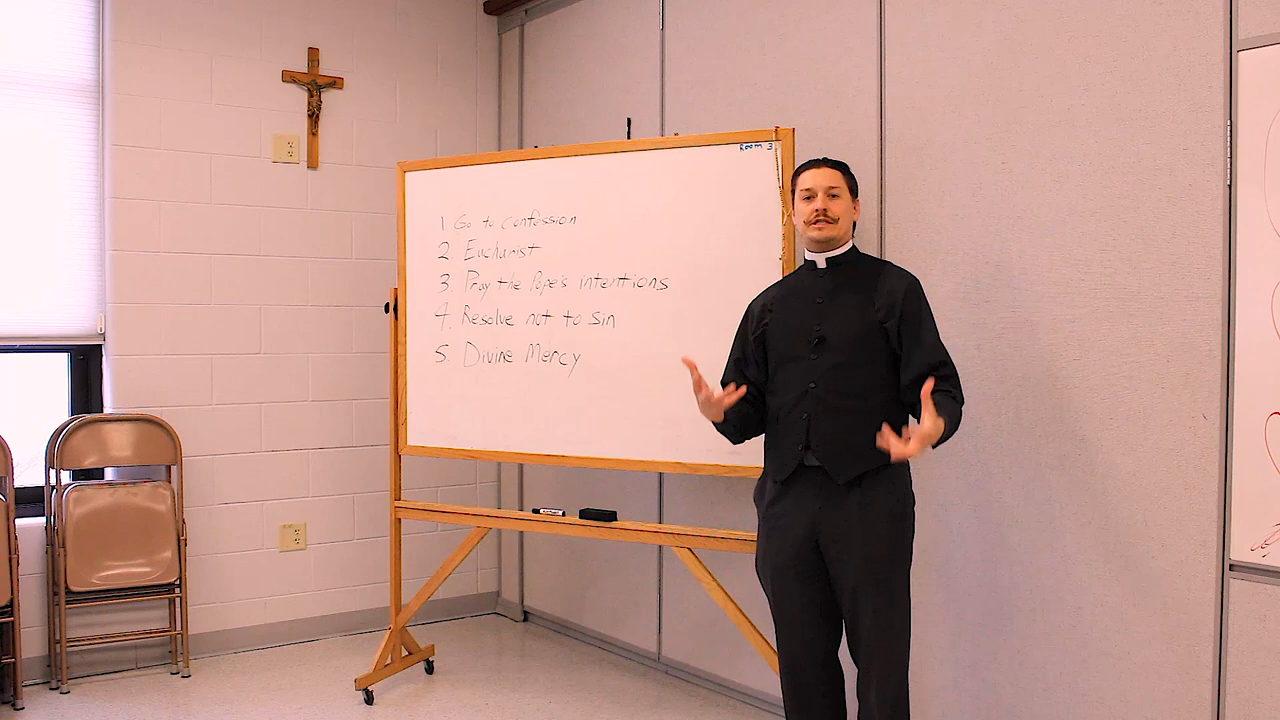 Room 3
1 Go to confession
2. Eucharist
3. Pray the Pope's intentions
4. Resolve not to sin
5. Divine Mercy